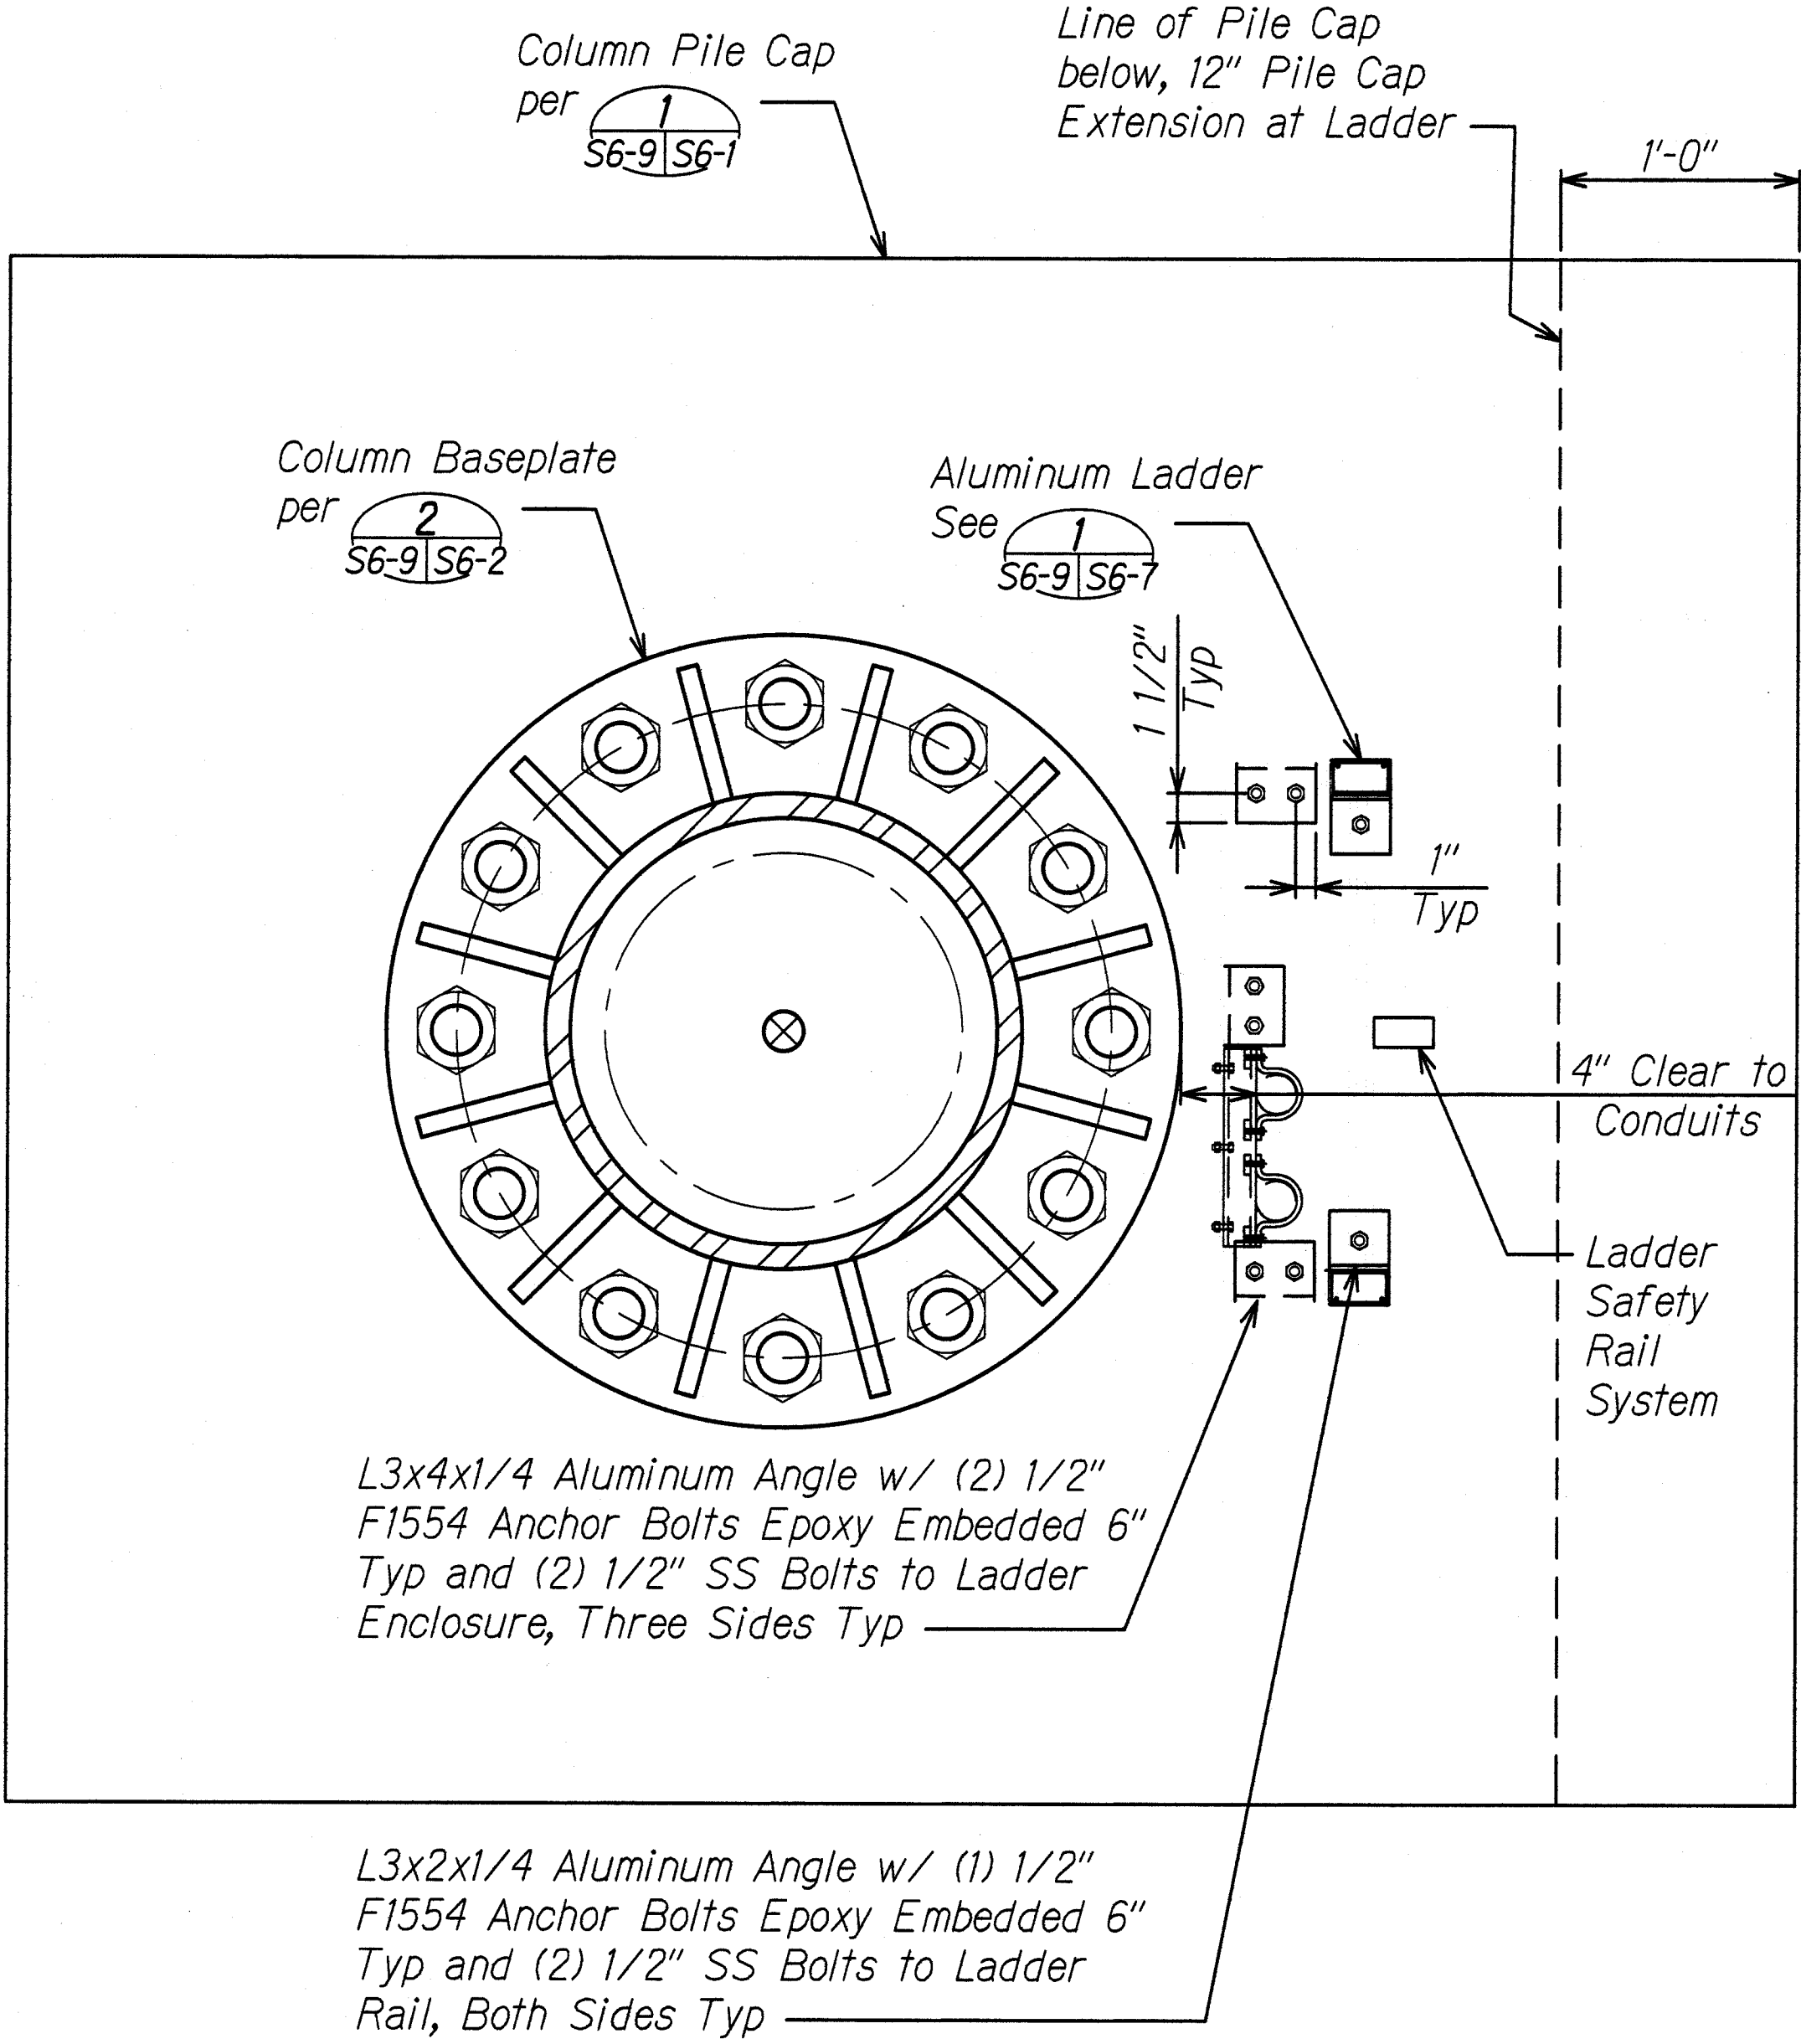 Column Pile Cap
per
1
S6-9 S6-1
Line of Pile Cap
below, 12" Pile Cap
Extension at Ladder
1'-0"
Column Baseplate
per
2
S6-9 S6-2
Aluminum Ladder
See
1
S6-9 S6-7
1 1/2"
Typ
1"
Typ
4" Clear to
Conduits
Ladder
Safety
Rail
System
L3x4x1/4 Aluminum Angle w/ (2) 1/2"
F1554 Anchor Bolts Epoxy Embedded 6"
Typ and (2) 1/2" SS Bolts to Ladder
Enclosure, Three Sides Typ
L3x2x1/4 Aluminum Angle w/ (1) 1/2"
F1554 Anchor Bolts Epoxy Embedded 6"
Typ and (2) 1/2" SS Bolts to Ladder
Rail, Both Sides Typ